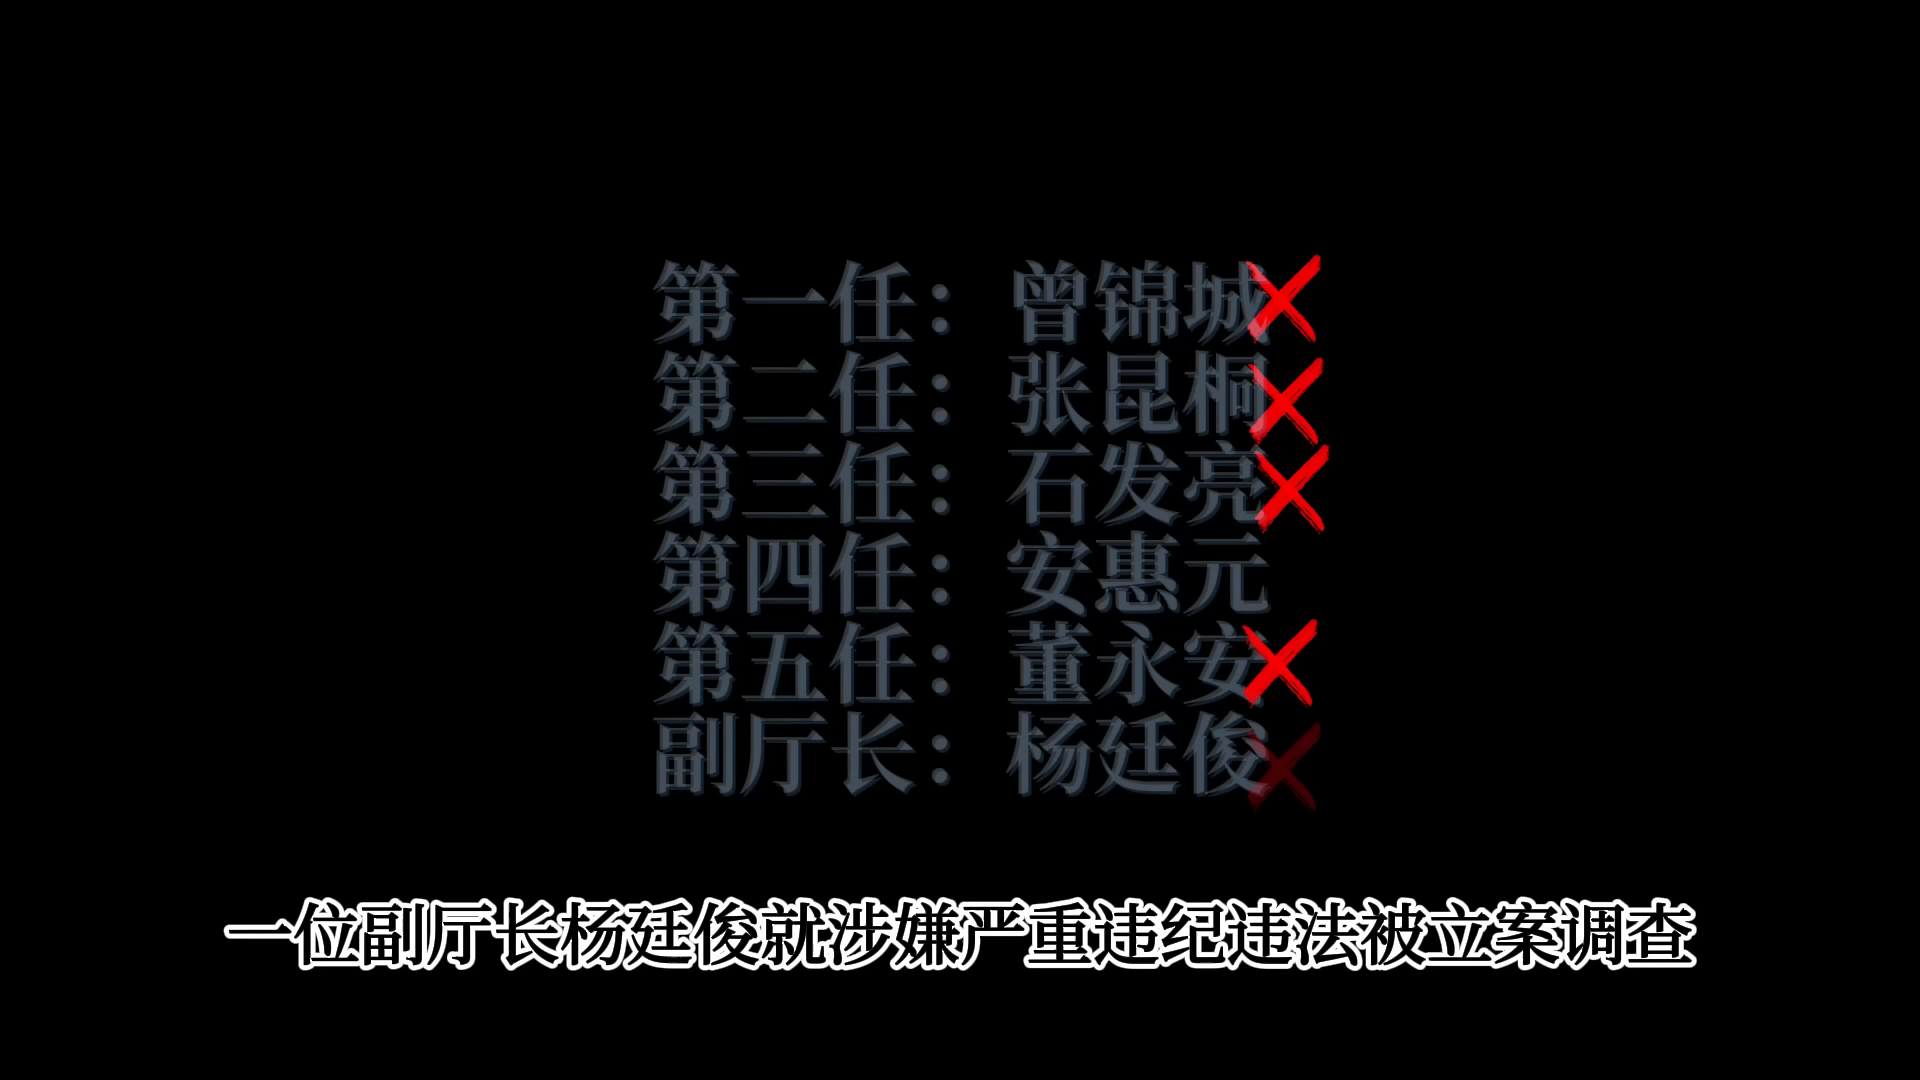 第一任：曾锦城
第二任：张昆桐
第三任：石发亮
第四任：安惠元
第五任：董永安
副厅长：杨廷俊
一位副厅长杨廷俊就涉嫌严重违纪违法被立案调查